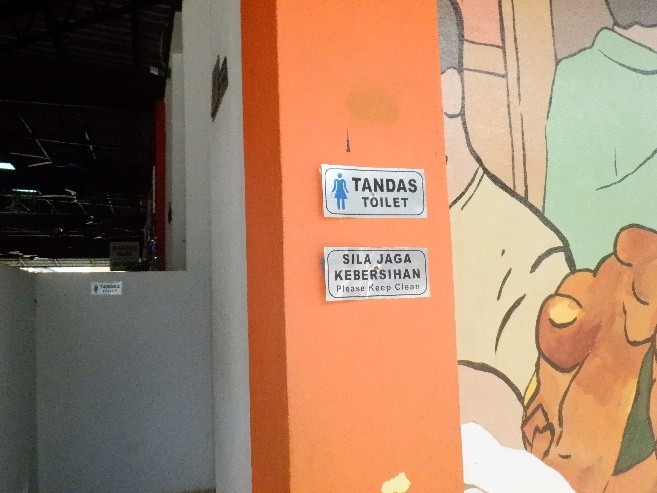 TANDAS
TOILET
SILA JAGA
KEBERSIHAN
Please Keep Clean
TANDAS